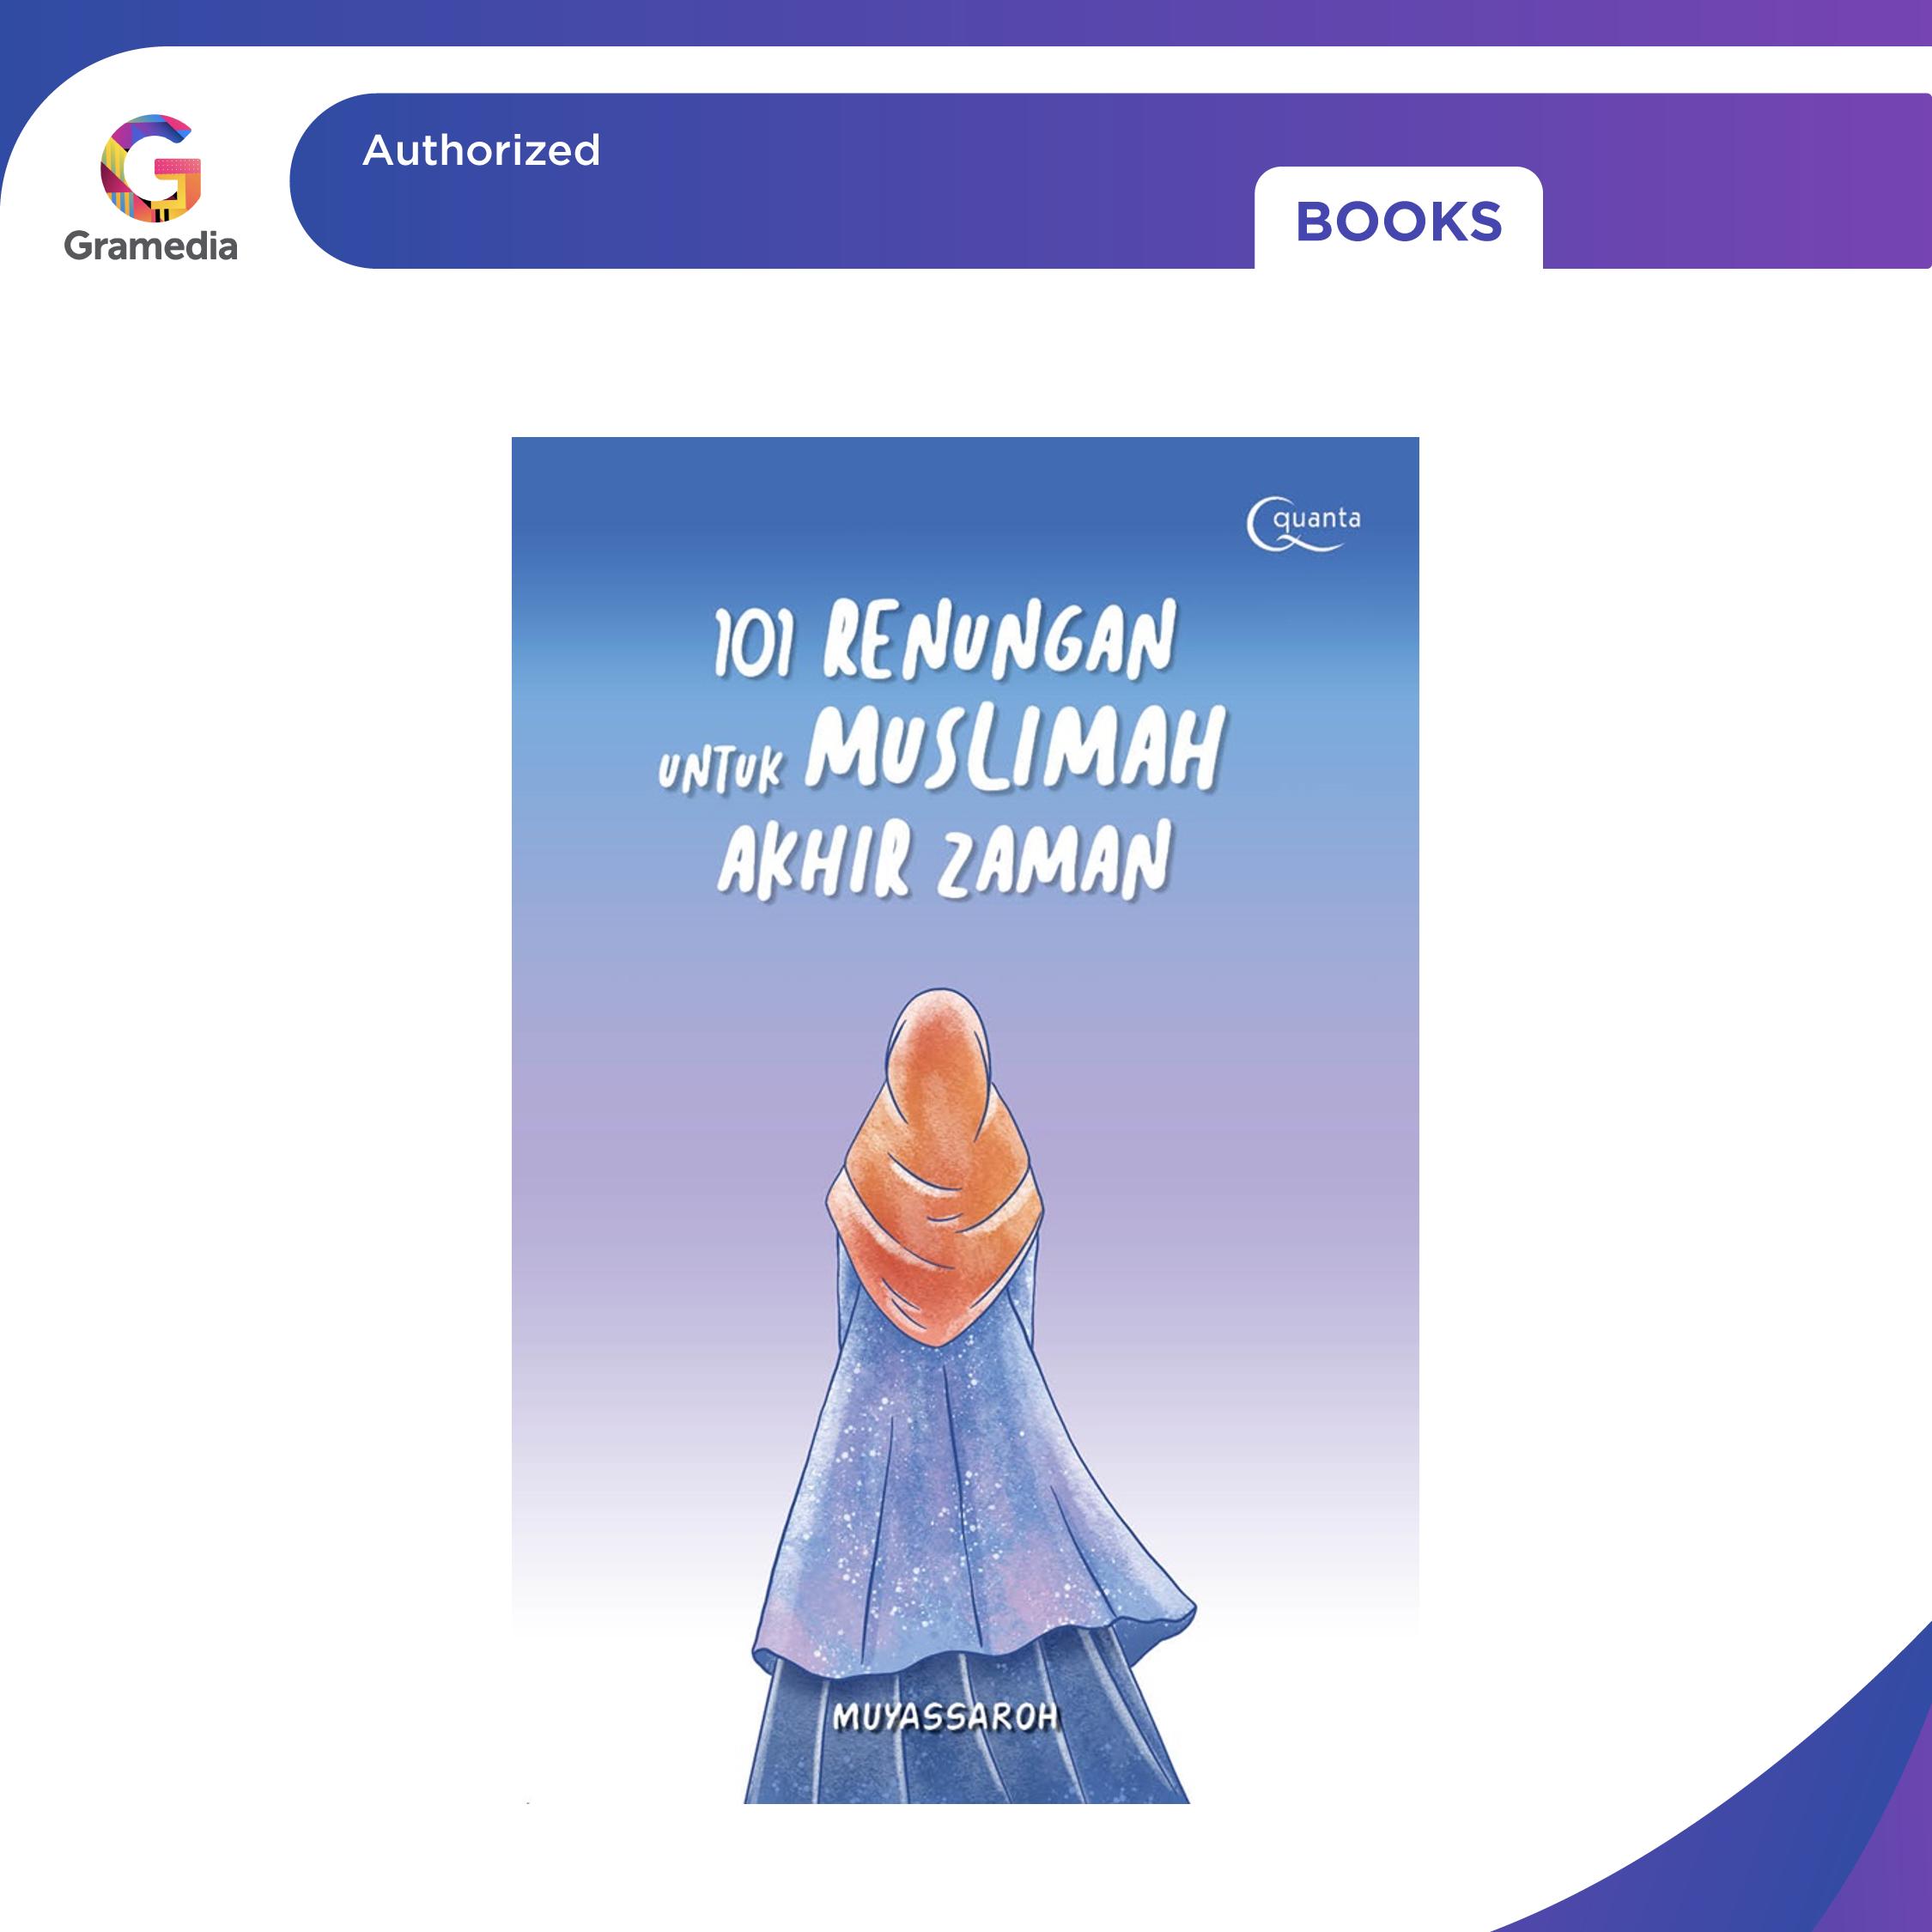 Gramedia
Authorized
BOOKS
quanta
101 RENUNGAN
UNTUK MUSLIMAH
AKHIR ZAMAN
MUYASSAROH